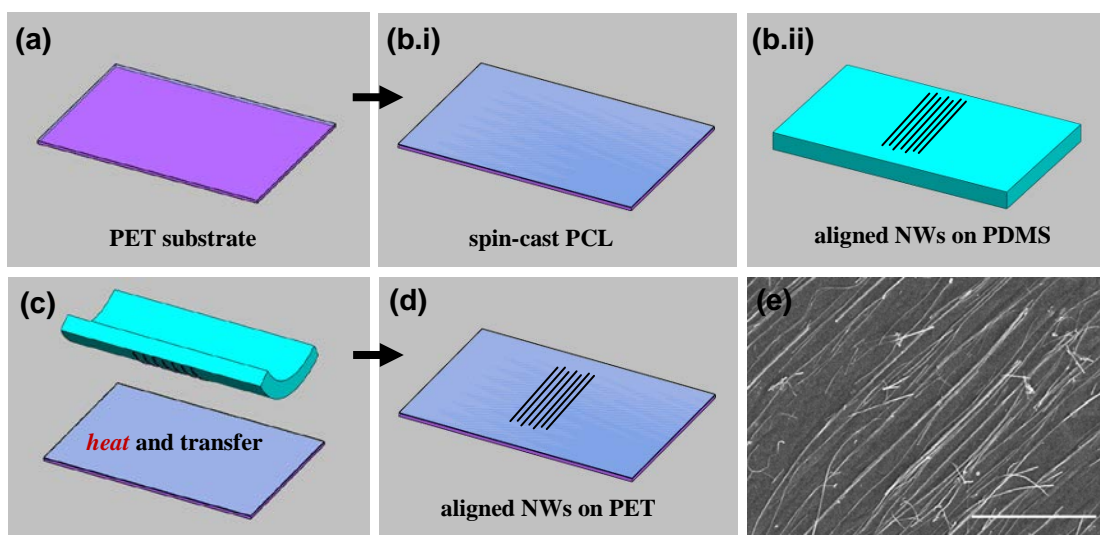 (a)
PET substrate
(b.i)
spin-cast PCL
(b.ii)
aligned NWs on PDMS
(c)
heat and transfer
(d)
aligned NWs on PET
(e)